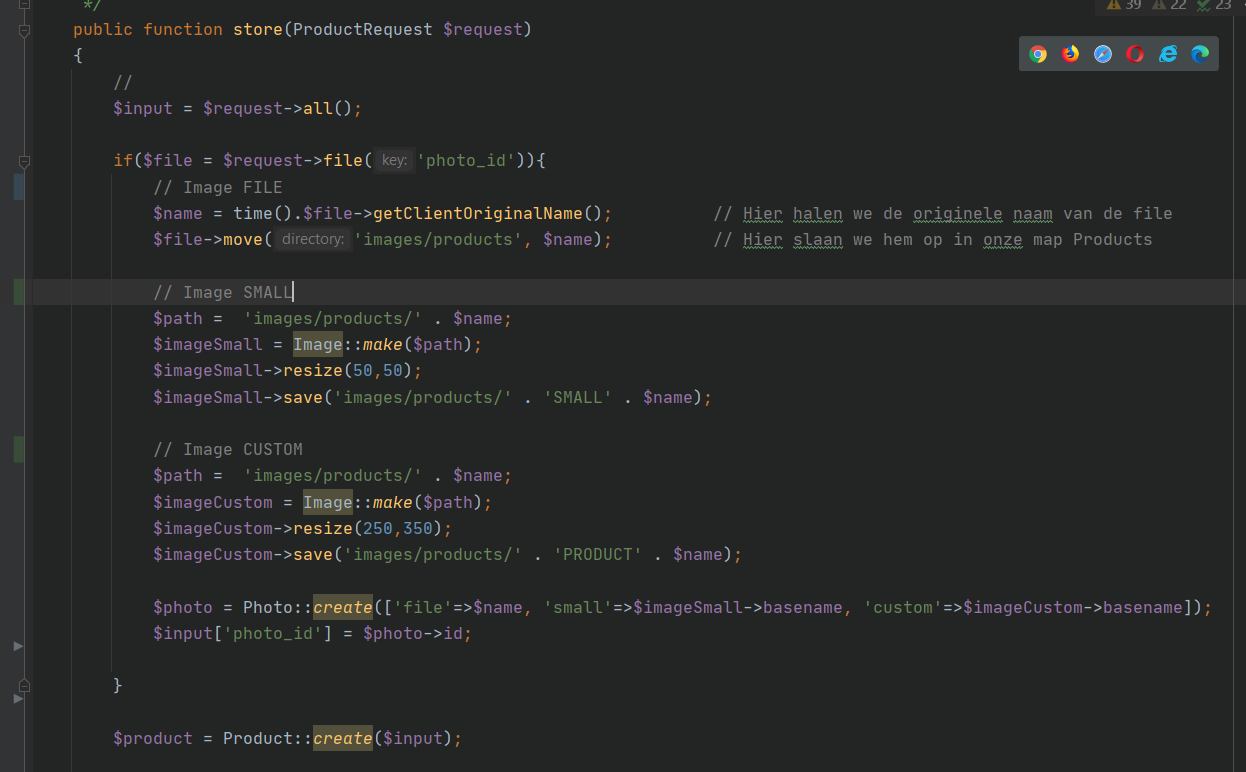 39 22 23
*/
public function store(ProductRequest $request)
{
//
$input = $request->all();
if($file = $request->file( key: 'photo_id')){
// Image FILE
$name = time().$file->getClientOriginalName(); // Hier halen we de originele naam van de file
$file->move( directory: 'images/products', $name); // Hier slaan we hem op in onze map Products
// Image SMALL
$path = 'images/products/' . $name;
$imageSmall = Image::make($path);
$imageSmall->resize(50,50);
$imageSmall->save('images/products/' . 'SMALL' . $name);
// Image CUSTOM
$path = 'images/products/' . $name;
$imageCustom = Image::make($path);
$imageCustom->resize(250,350);
$imageCustom->save('images/products/' . 'PRODUCT' . $name);
$photo = Photo::create(['file'=>$name, 'small'=>$imageSmall->basename, 'custom'=>$imageCustom->basename]);
$input['photo_id'] = $photo->id;
}
$product = Product::create($input);